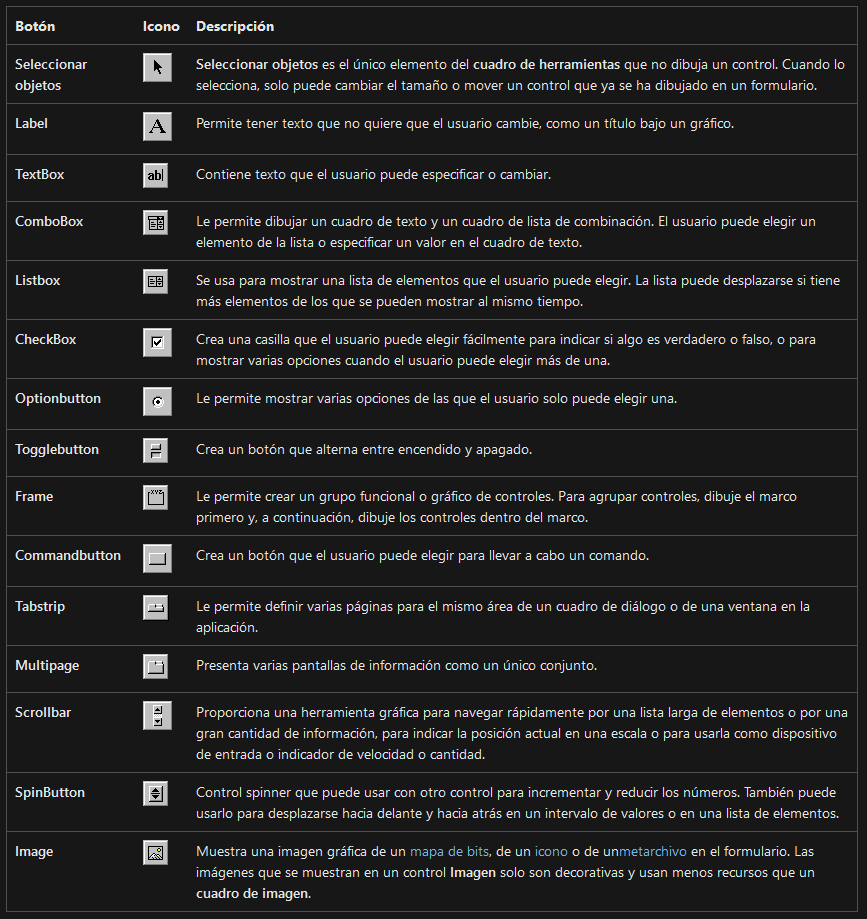 Botón Icono Descripción
Seleccionar objetos Seleccionar objetos es el único elemento del cuadro de herramientas que no dibuja un control. Cuando lo
selecciona, solo puede cambiar el tamaño o mover un control que ya se ha dibujado en un formulario.
Label A Permite tener texto que no quiere que el usuario cambie, como un título bajo un gráfico.
TextBox ab| Contiene texto que el usuario puede especificar o cambiar.
ComboBox Le permite dibujar un cuadro de texto y un cuadro de lista de combinación. El usuario puede elegir un
elemento de la lista o especificar un valor en el cuadro de texto.
Listbox Se usa para mostrar una lista de elementos que el usuario puede elegir. La lista puede desplazarse si tiene
más elementos de los que se pueden mostrar al mismo tiempo.
CheckBox Crea una casilla que el usuario puede elegir fácilmente para indicar si algo es verdadero o falso, o para
mostrar varias opciones cuando el usuario puede elegir más de una.
Optionbutton Le permite mostrar varias opciones de las que el usuario solo puede elegir una.
Togglebutton Crea un botón que alterna entre encendido y apagado.
Frame XYZ Le permite crear un grupo funcional o gráfico de controles. Para agrupar controles, dibuje el marco
primero y, a continuación, dibuje los controles dentro del marco.
Commandbutton Crea un botón que el usuario puede elegir para llevar a cabo un comando.
Tabstrip Le permite definir varias páginas para el mismo área de un cuadro de diálogo o de una ventana en la
aplicación.
Multipage Presenta varias pantallas de información como un único conjunto.
Scrollbar Proporciona una herramienta gráfica para navegar rápidamente por una lista larga de elementos o por una
gran cantidad de información, para indicar la posición actual en una escala o para usarla como dispositivo
de entrada o indicador de velocidad o cantidad.
SpinButton Control spinner que puede usar con otro control para incrementar y reducir los números. También puede
usarlo para desplazarse hacia delante y hacia atrás en un intervalo de valores o en una lista de elementos.
Image Muestra una imagen gráfica de un mapa de bits, de un icono o de unmetarchivo en el formulario. Las
imágenes que se muestran en un control Imagen solo son decorativas y usan menos recursos que un
cuadro de imagen.